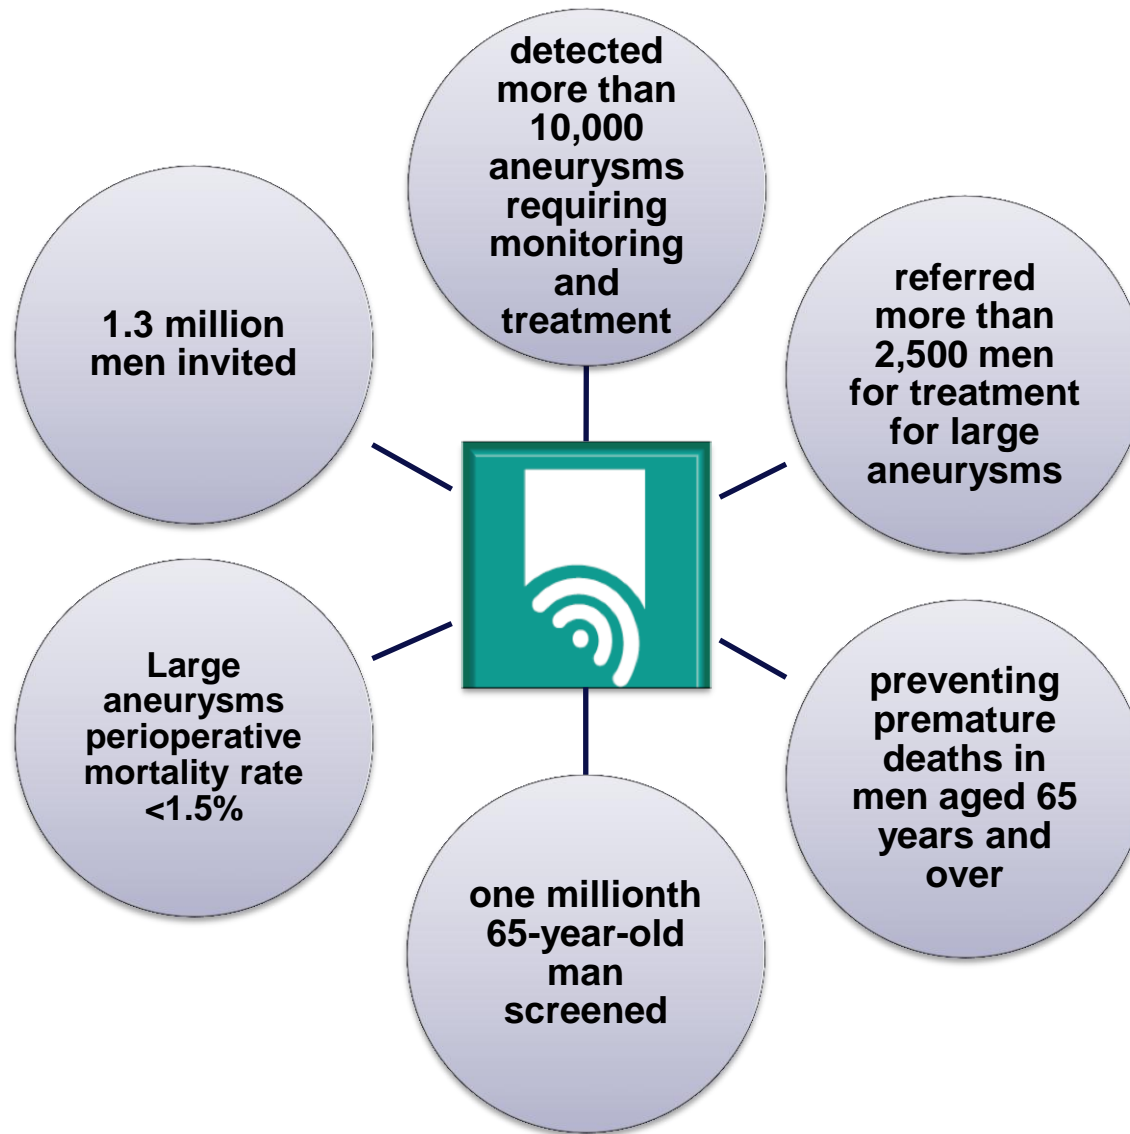 detected
more than
10,000
aneurysms
requiring
monitoring
and
treatment
referred
more than
2,500 men
for treatment
for large
aneurysms
preventing
premature
deaths in
men aged 65
years and
over
one millionth
65-year-old
man
screened
Large
aneurysms
perioperative
mortality rate
<1.5%
1.3 million
men invited